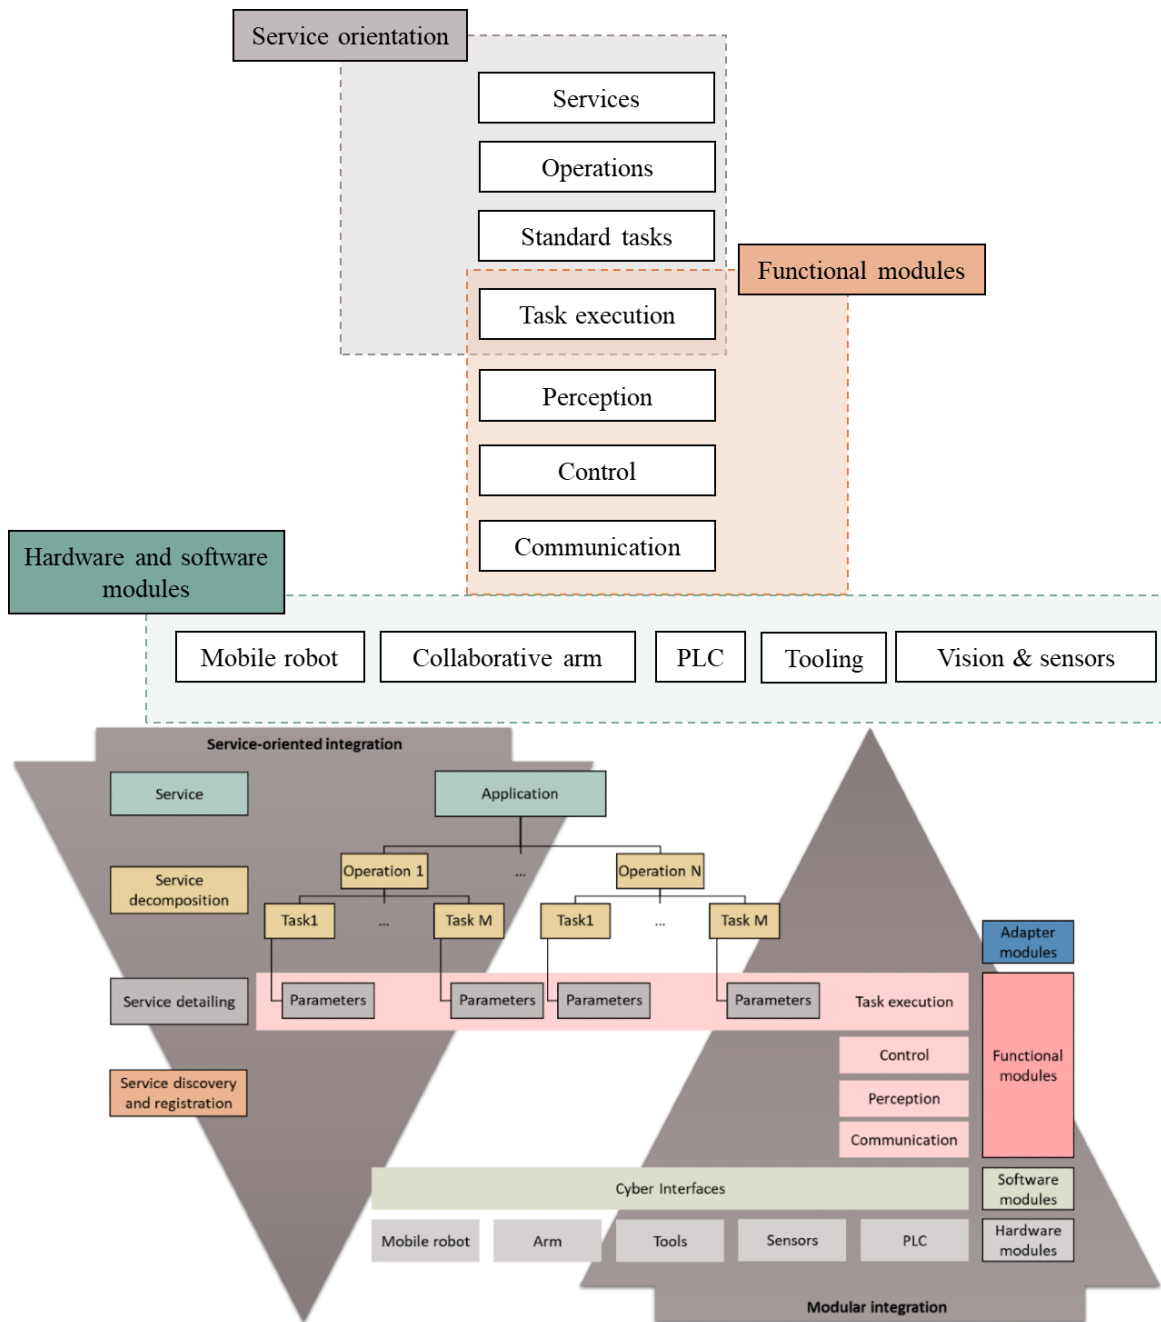 Service orientation
Services
Operations
Standard tasks
Functional modules
Task execution
Perception
Control
Communication
Hardware and software
modules
Mobile robot
Collaborative arm
PLC
Tooling
Vision & sensors
Service-oriented integration
Service
Application
Service
decomposition
Operation 1
...
Operation N
Task1
...
Task M
Task1
...
Task M
Adapter
modules
Service detailing
Parameters
Parameters
Parameters
Parameters
Task execution
Control
Functional
modules
Service discovery
and registration
Perception
Communication
Cyber Interfaces
Software
modules
Mobile robot
Arm
Tools
Sensors
PLC
Hardware
modules
Modular integration